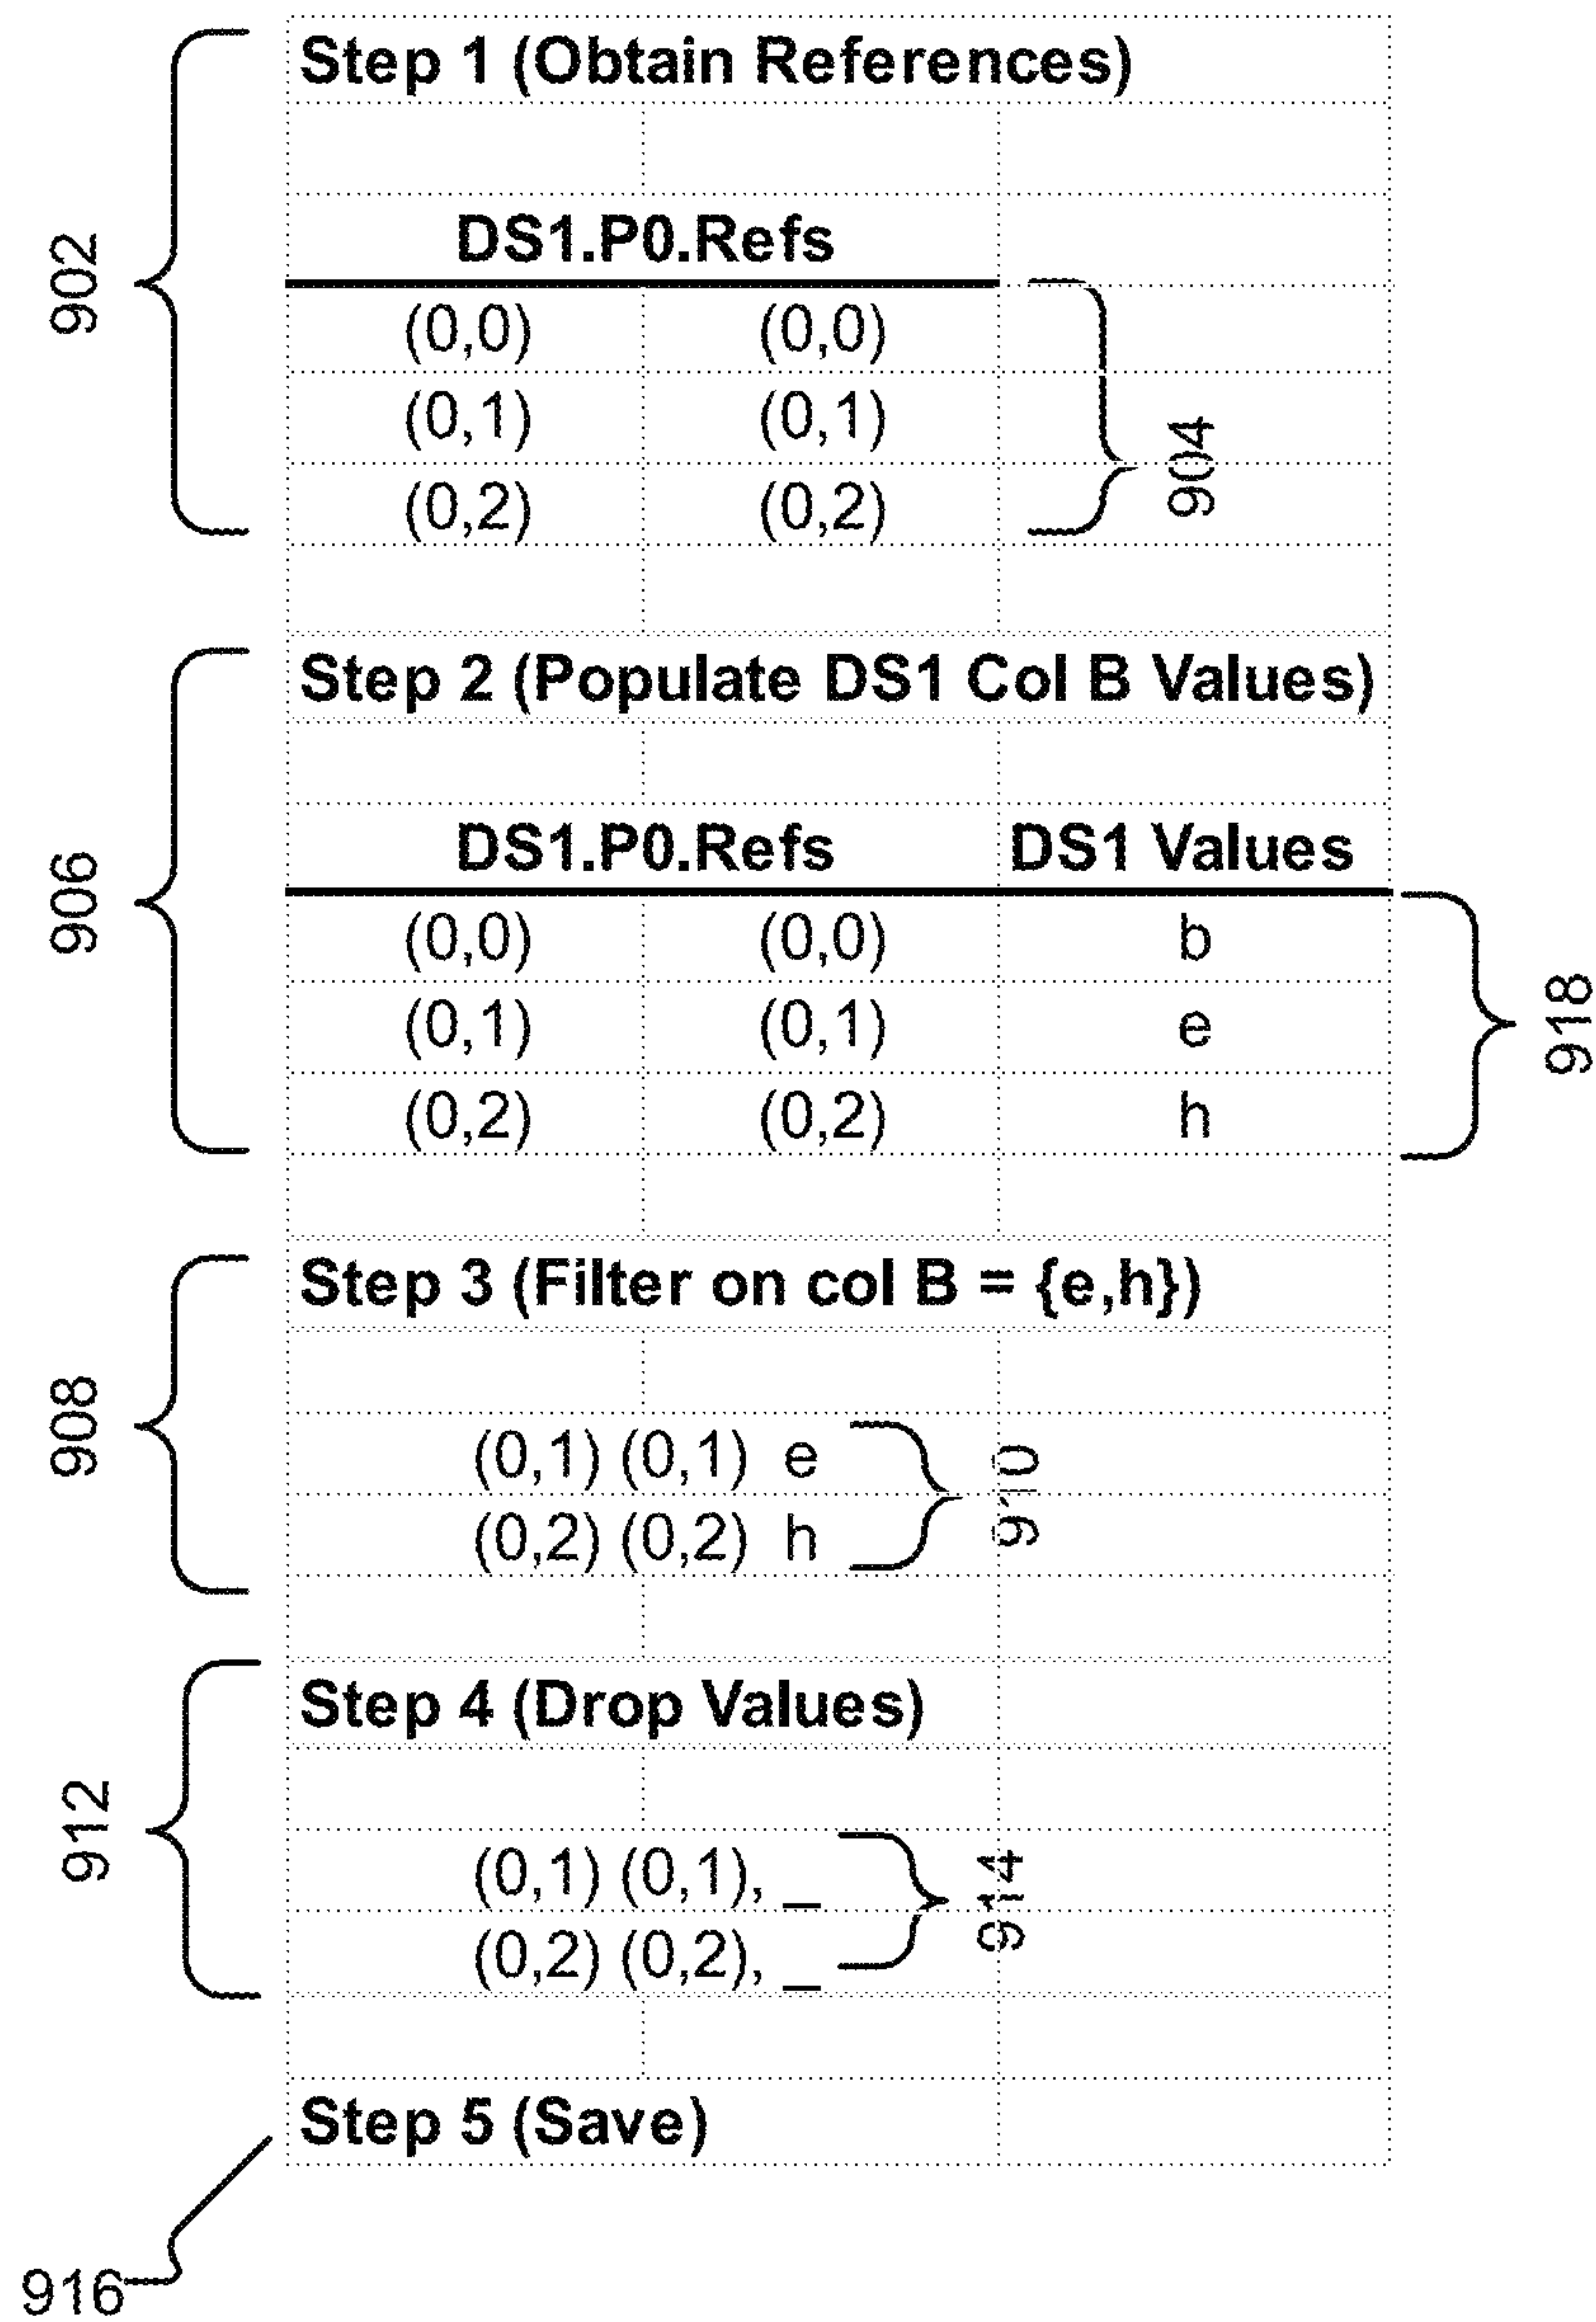 Step 1 (Obtain References)
902
DS1.P0.Refs
(0,0) (0,0)
(0,1) (0,1)
904
(0,2) (0,2)
Step 2 (Populate DS1 Col B Values)
906
DS1.P0.Refs DS1 Values
(0,0) (0,0) b
(0,1) (0,1) e
918
(0,2) (0,2) h
Step 3 (Filter on col B = {e,h})
908
(0,1) (0,1) e
910
(0,2) (0,2) h
Step 4 (Drop Values)
912
(0,1) (0,1), _
914
(0,2) (0,2), _
Step 5 (Save)
916